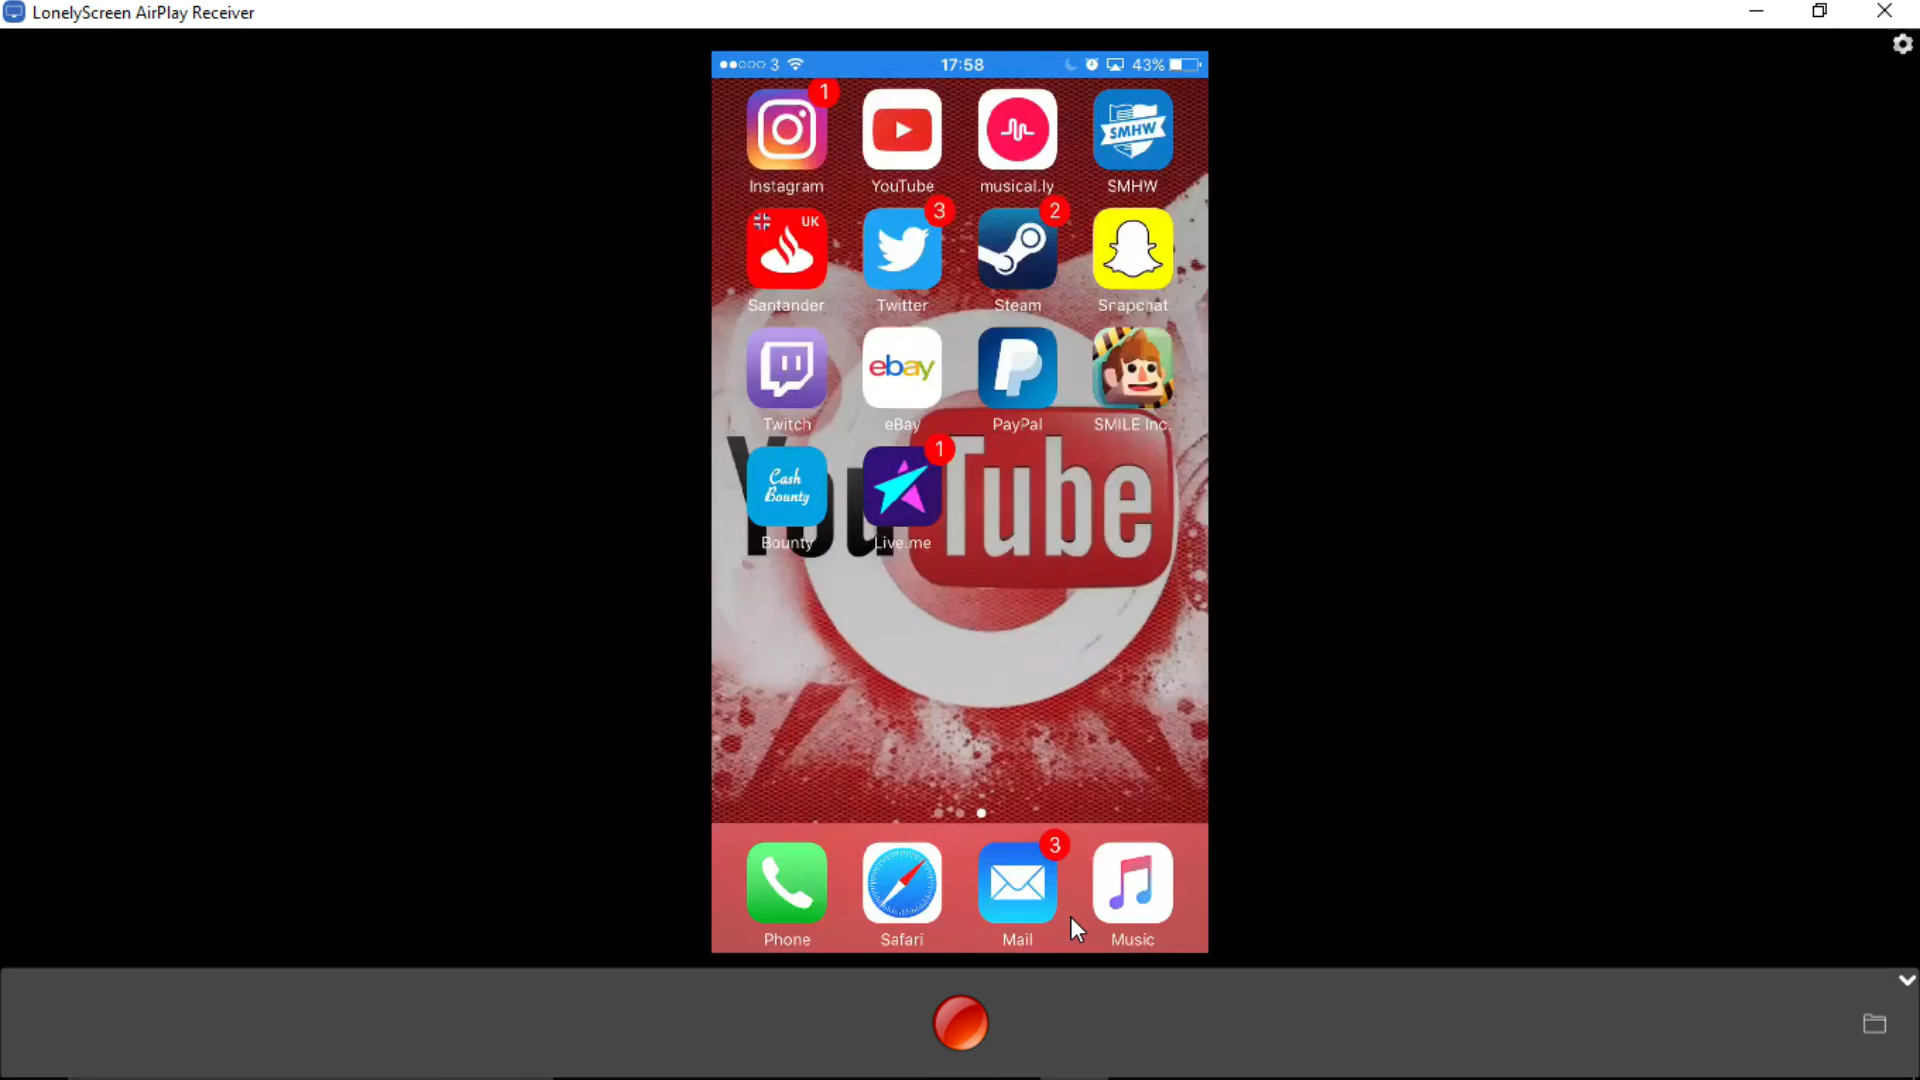 LonelyScreen AirPlay Receiver
3 17:58 43%
1
Instagram YouTube musical.ly SMHW
SMHW
UK 3 2
Santander Twitter Steam Snapchat
ebay
Twitch eBay PayPal SMILE Inc.
1
Cash
Bounty
Bounty Live.me
YouTube
3
Phone Safari Mail Music